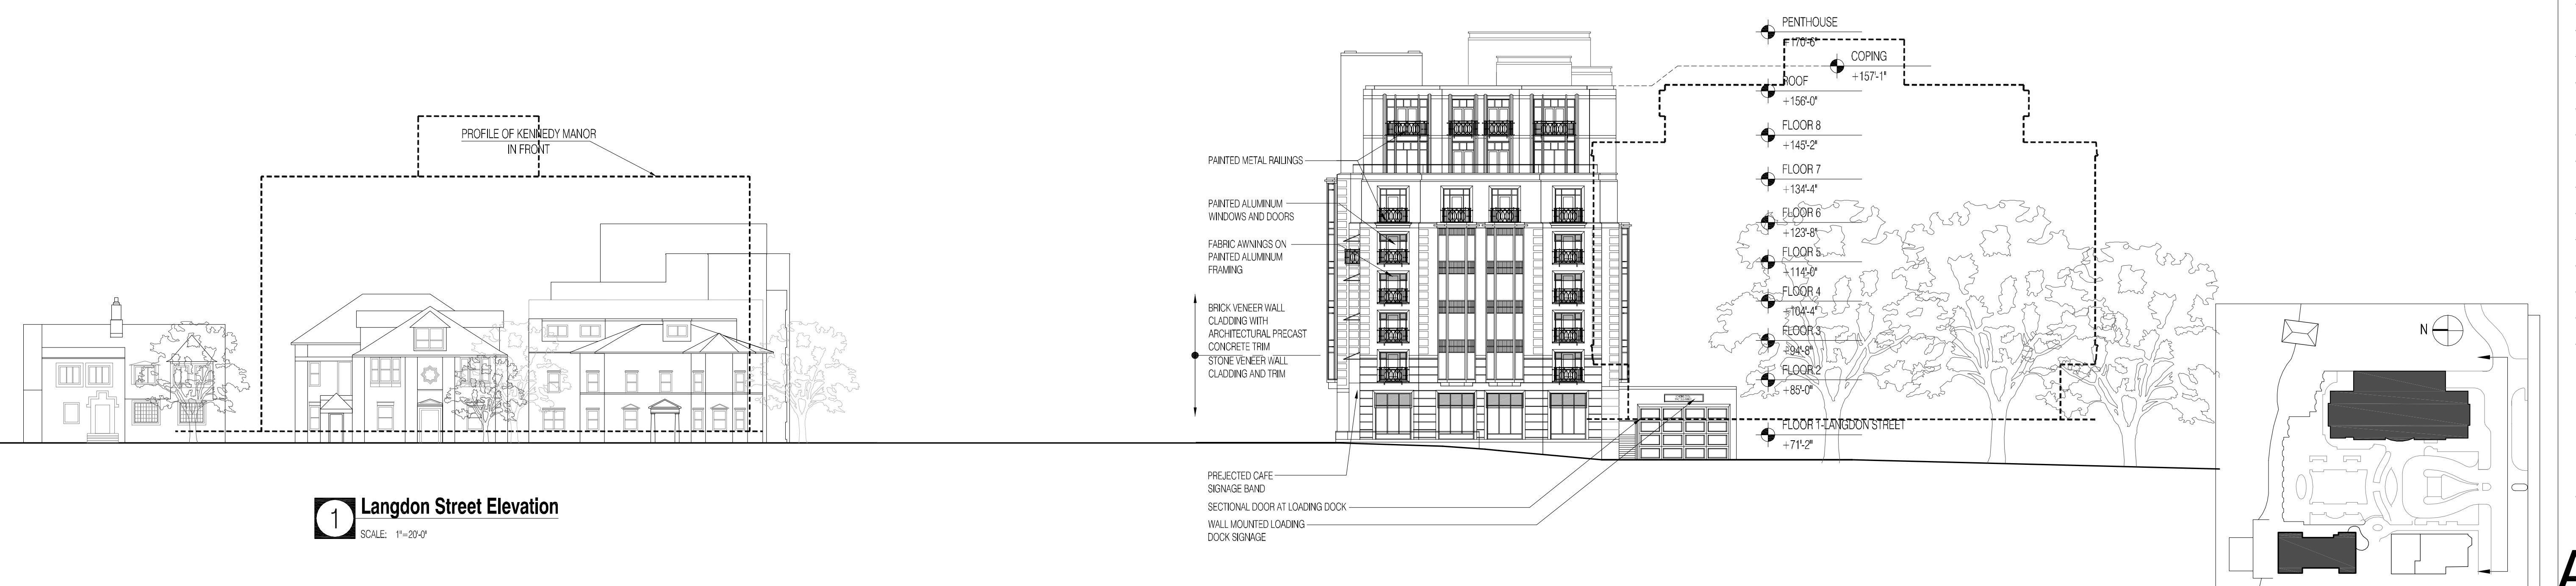 PROFILE OF KENNEDY MANOR
IN FRONT
1
Langdon Street Elevation
SCALE: 1"=20'-0"
PAINTED METAL RAILINGS
PAINTED ALUMINUM
WINDOWS AND DOORS
FABRIC AWNINGS ON
PAINTED ALUMINUM
FRAMING
BRICK VENEER WALL
CLADDING WITH
ARCHITECTURAL PRECAST
CONCRETE TRIM
STONE VENEER WALL
CLADDING AND TRIM
PREJECTED CAFE
SIGNAGE BAND
SECTIONAL DOOR AT LOADING DOCK
WALL MOUNTED LOADING
DOCK SIGNAGE
PENTHOUSE
+170'-6"
COPING
+157'-1"
ROOF
+156'-0"
FLOOR 8
+145'-2"
FLOOR 7
+134'-4"
FLOOR 6
+123'-8"
FLOOR 5
+114'-0"
FLOOR 4
+104'-4"
FLOOR 3
+94'-8"
FLOOR 2
+85'-0"
FLOOR 1-LANGDON STREET
+71'-2"
N